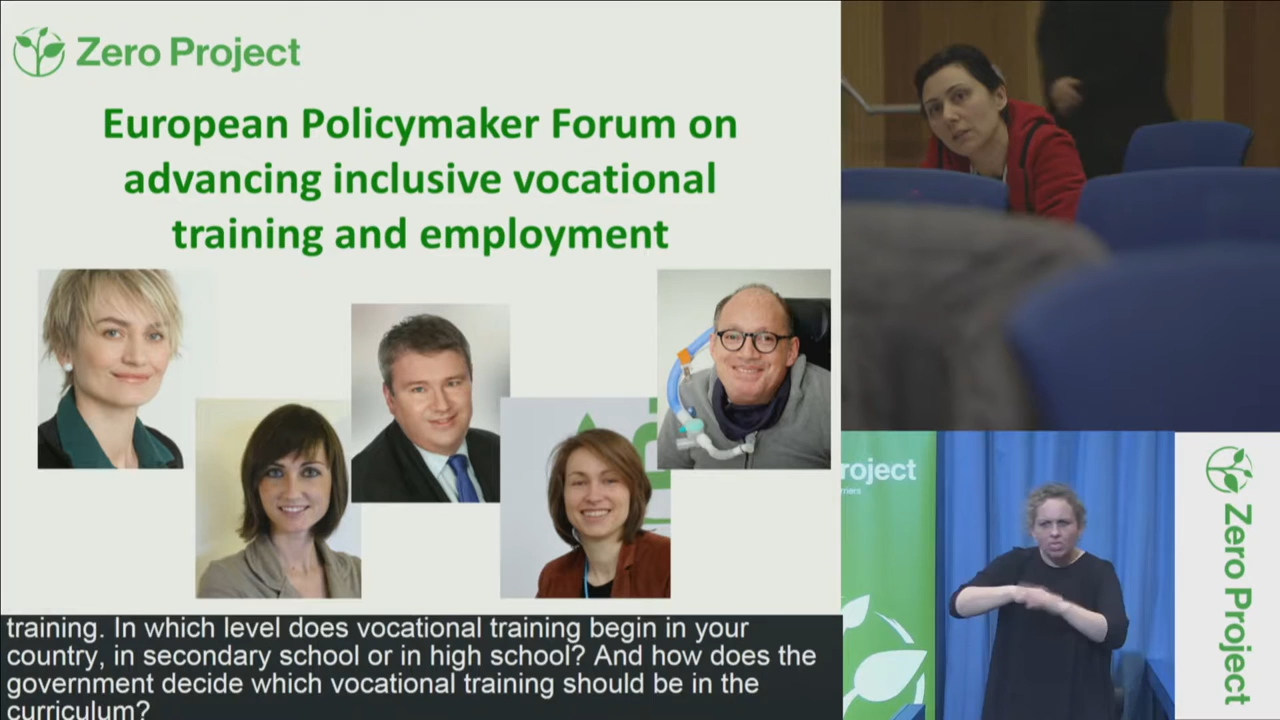 Zero Project
European Policymaker Forum on
advancing inclusive vocational
training and employment
training. In which level does vocational training begin in your
country, in secondary school or in high school? And how does the
government decide which vocational training should be in the
curriculum?
roject
Zero Project